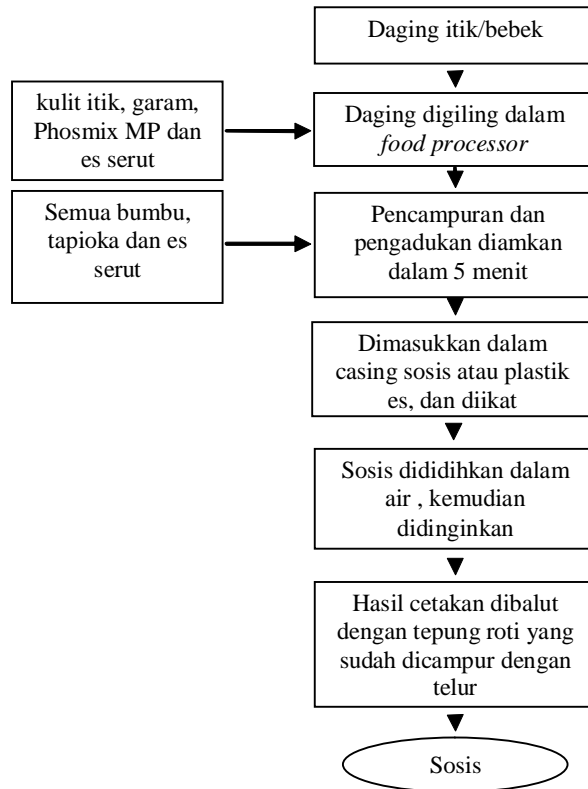 Daging itik/bebek
kulit itik, garam,
Phosmix MP dan
es serut
Daging digiling dalam
food processor
Semua bumbu,
tapioka dan es
serut
Pencampuran dan
pengadukan diamkan
dalam 5 menit
Dimasukkan dalam
casing sosis atau plastik
es, dan diikat
Sosis dididihkan dalam
air , kemudian
didinginkan
Hasil cetakan dibalut
dengan tepung roti yang
sudah dicampur dengan
telur
Sosis